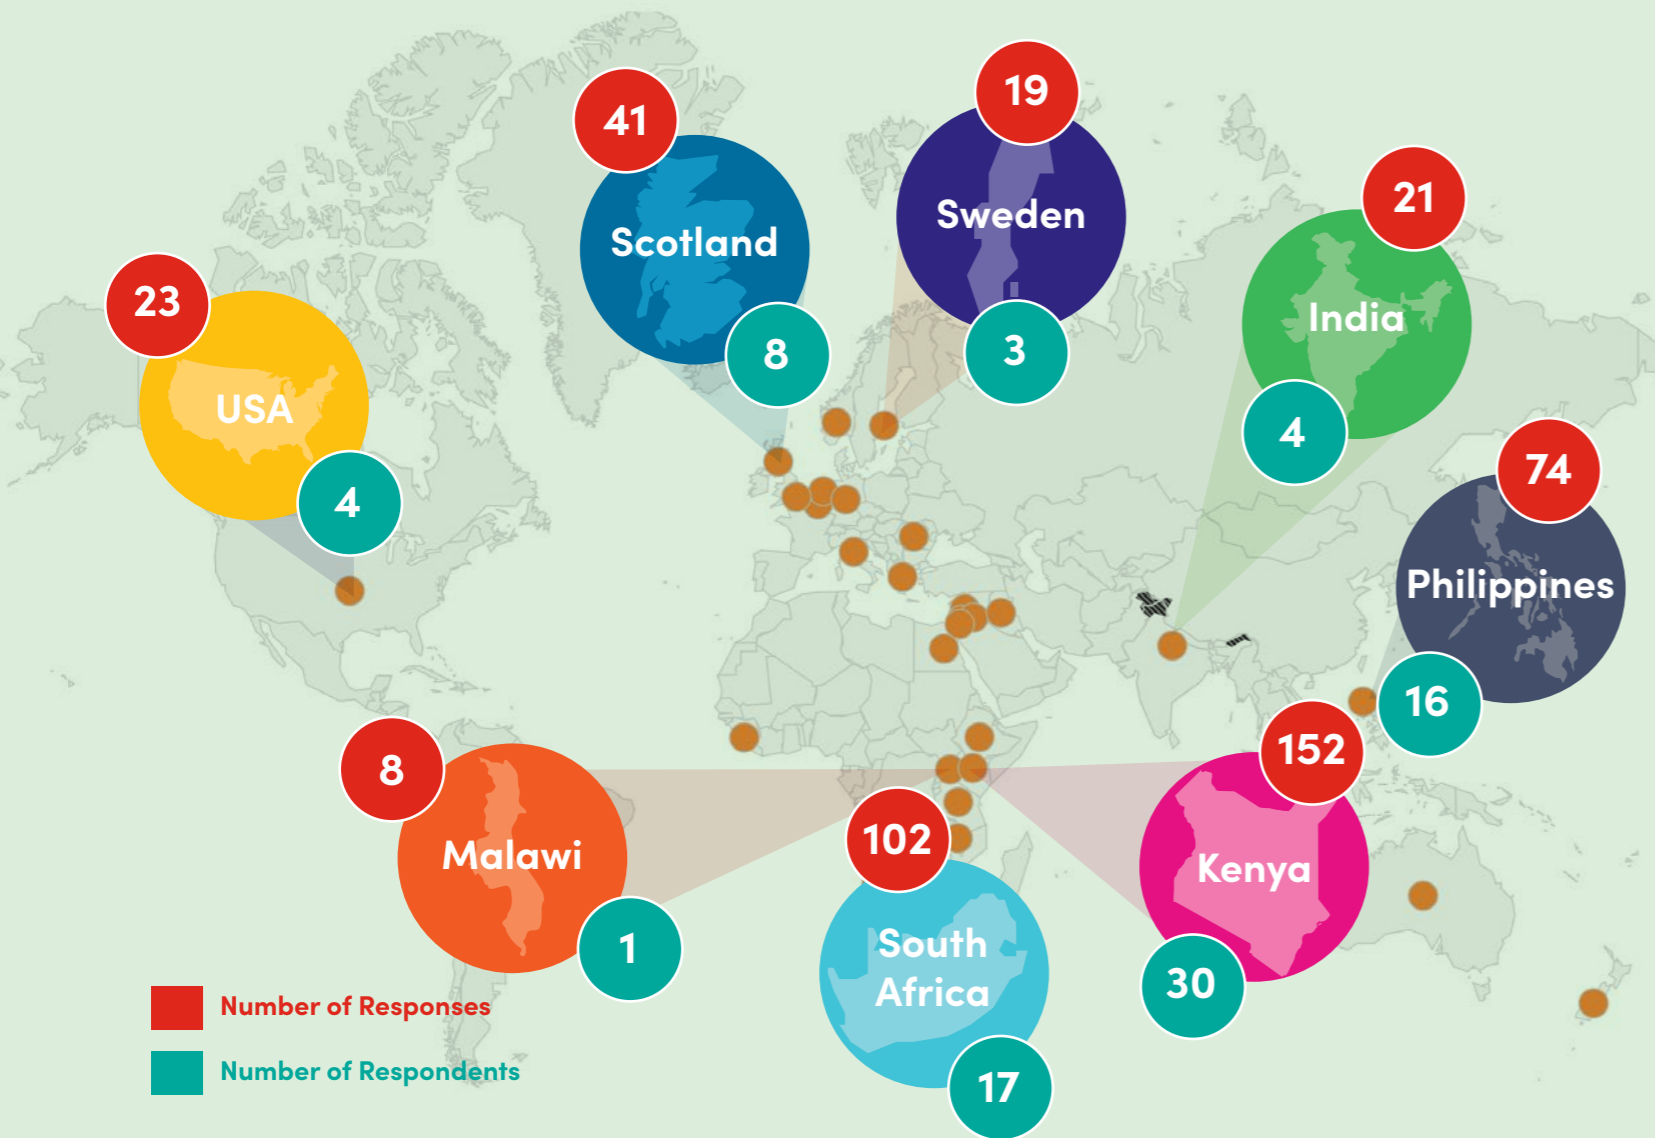 41
Scotland
8
19
Sweden
3
21
India
4
23
USA
4
74
Philippines
16
8
Malawi
1
102
South
Africa
17
152
Kenya
30
Number of Responses
Number of Respondents